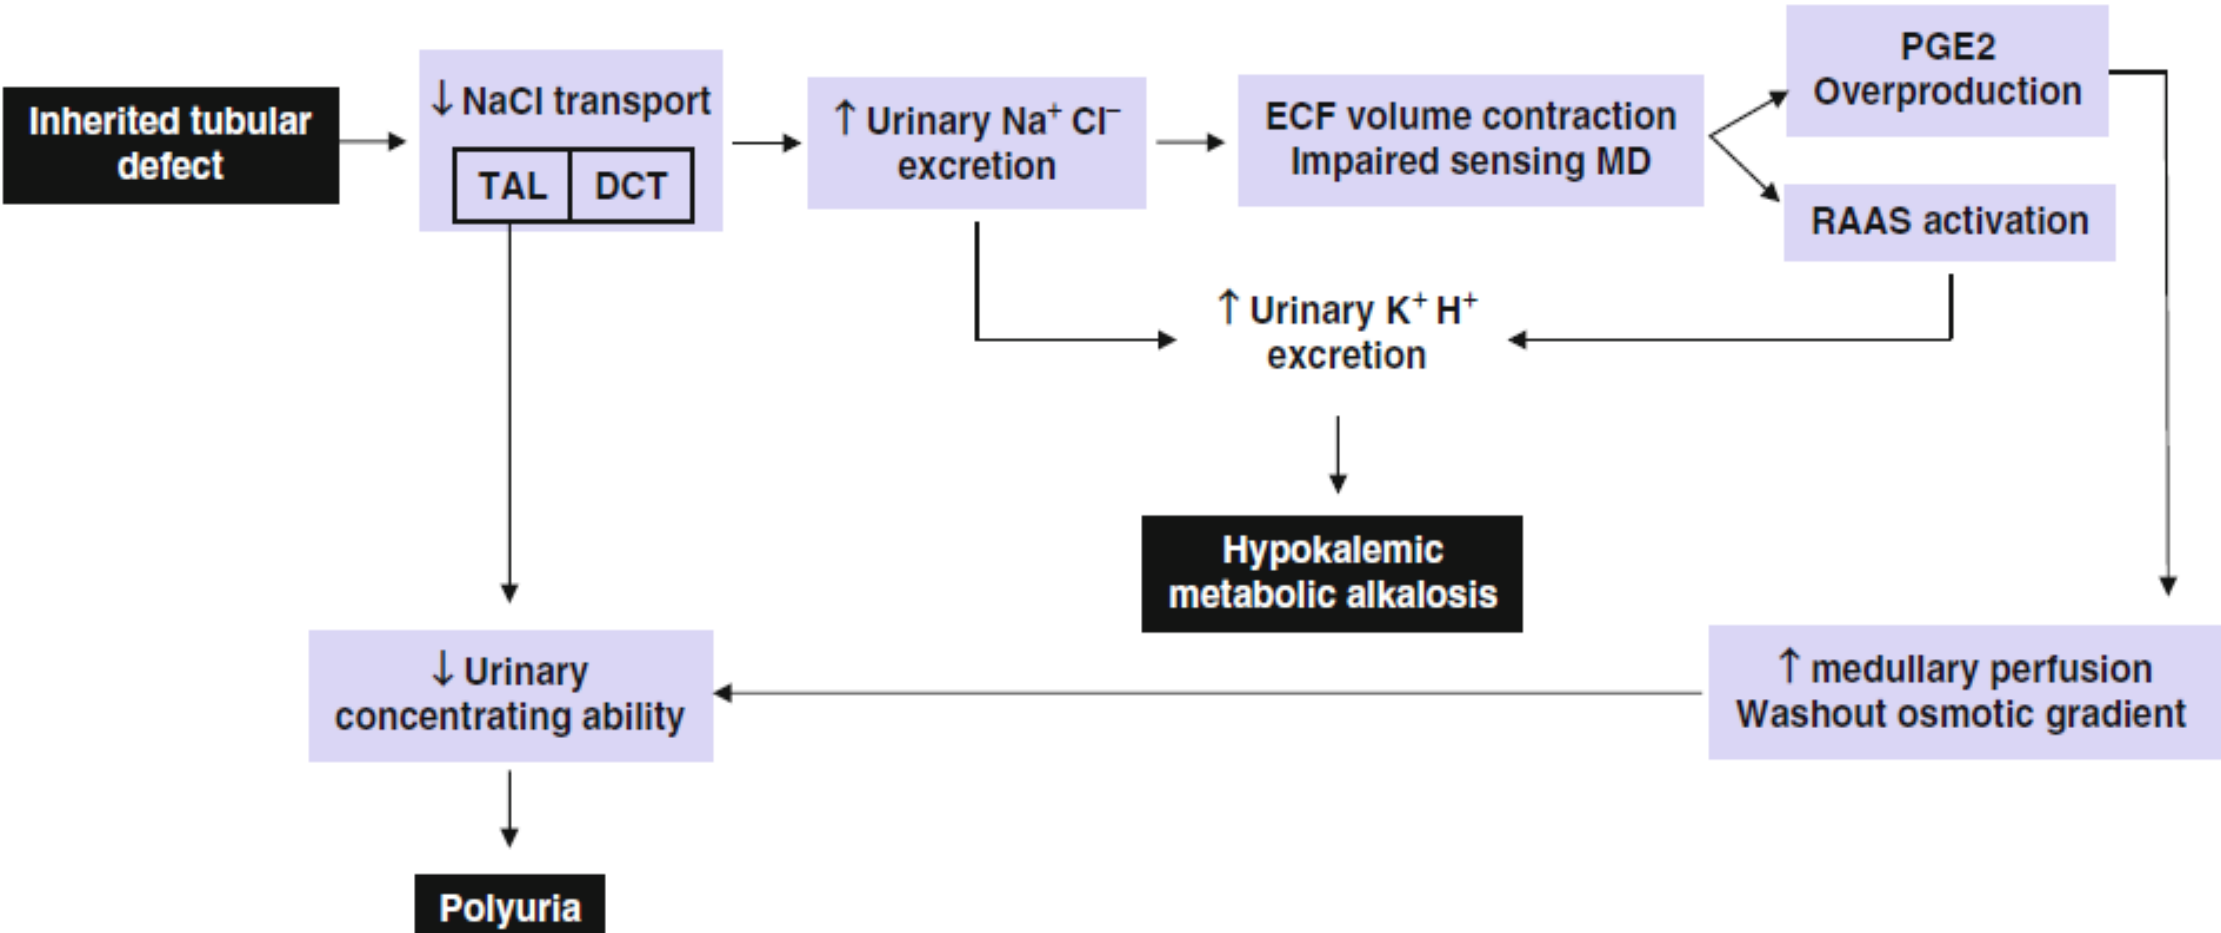 Inherited tubular
defect
↓ NaCl transport
TAL DCT
↑ Urinary Na⁺ Cl⁻
excretion
ECF volume contraction
Impaired sensing MD
PGE2
Overproduction
RAAS activation
↑ Urinary K⁺ H⁺
excretion
Hypokalemic
metabolic alkalosis
↓ Urinary
concentrating ability
↑ medullary perfusion
Washout osmotic gradient
Polyuria